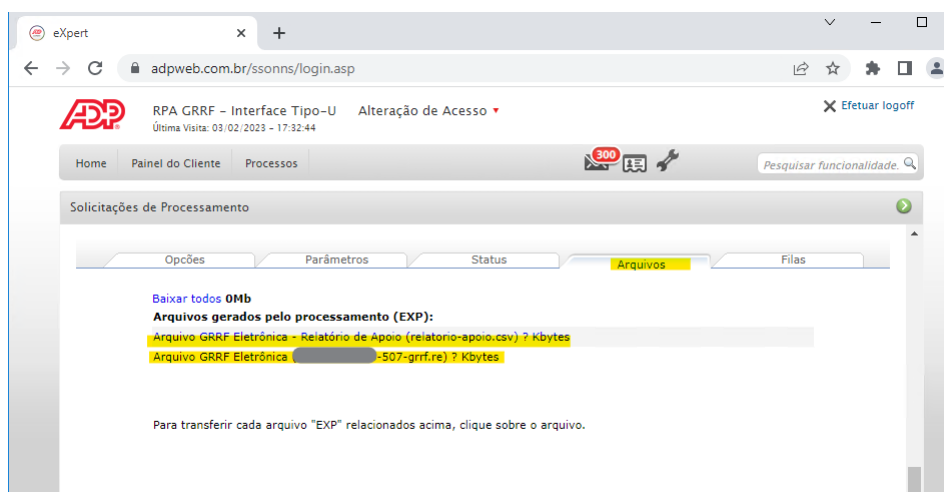 eXpert
adpweb.com.br/ssonns/login.asp
ADP
RPA GRRF – Interface Tipo-U Alteração de Acesso
Última Visita: 03/02/2023 – 17:32:44
Efetuar logoff
Home Painel do Cliente Processos 300 Pesquisar funcionalidade.
Solicitações de Processamento
Opcões Parâmetros Status Arquivos Filas
Baixar todos 0Mb
Arquivos gerados pelo processamento (EXP):
Arquivo GRRF Eletrônica - Relatório de Apoio (relatorio-apoio.csv) ? Kbytes
Arquivo GRRF Eletrônica ( -507-grrf.re) ? Kbytes
Para transferir cada arquivo "EXP" relacionados acima, clique sobre o arquivo.